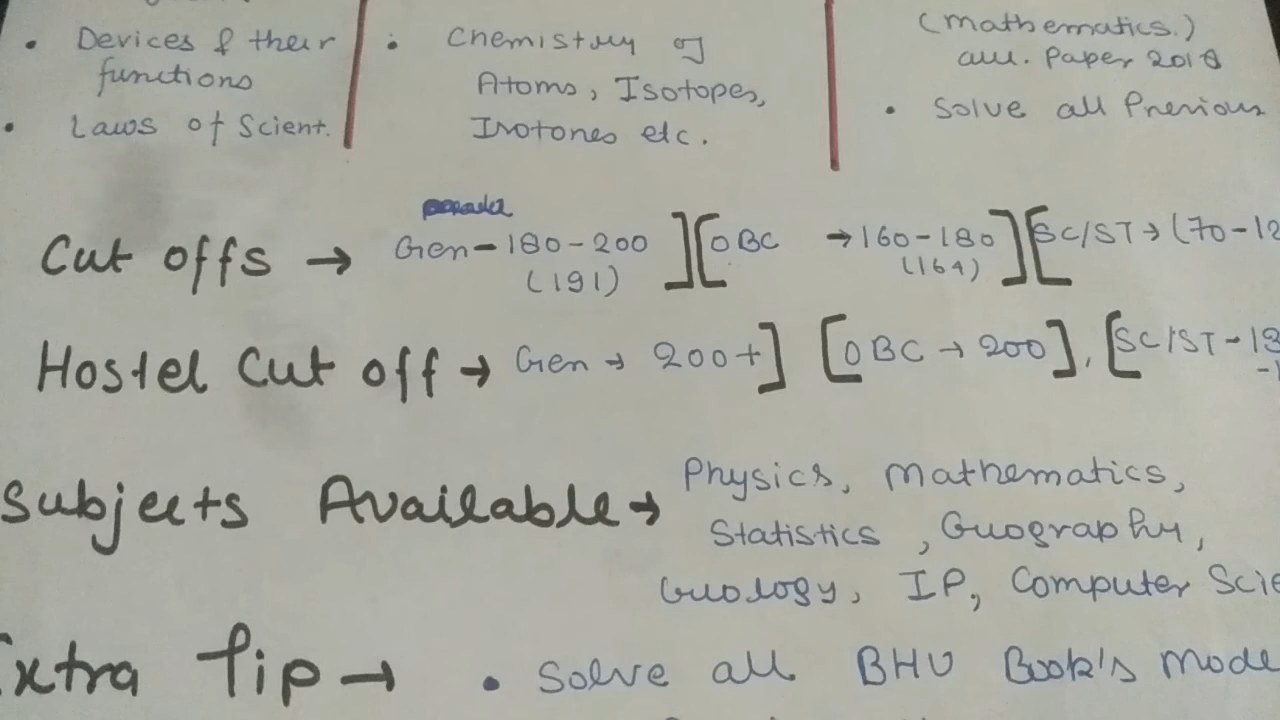 • Devices & their
functions
• Laws of Scient.
• Chemistry of
Atoms, Isotopes,
Isotones etc.
(Mathematics.)
all. Paper 2018
• Solve all Previous
Cut offs → Gen - 180-200 ] [OBC → 160-180] [SC/ST → (70-12
(191) (164)
Hostel Cut off → Gen → 200+] [OBC → 200], [SC/ST - 13
Subjects Available → Physics, Mathematics,
Statistics, Geography,
Geology, IP, Computer Scie
Extra Tip → • Solve all BHU Book's Mode